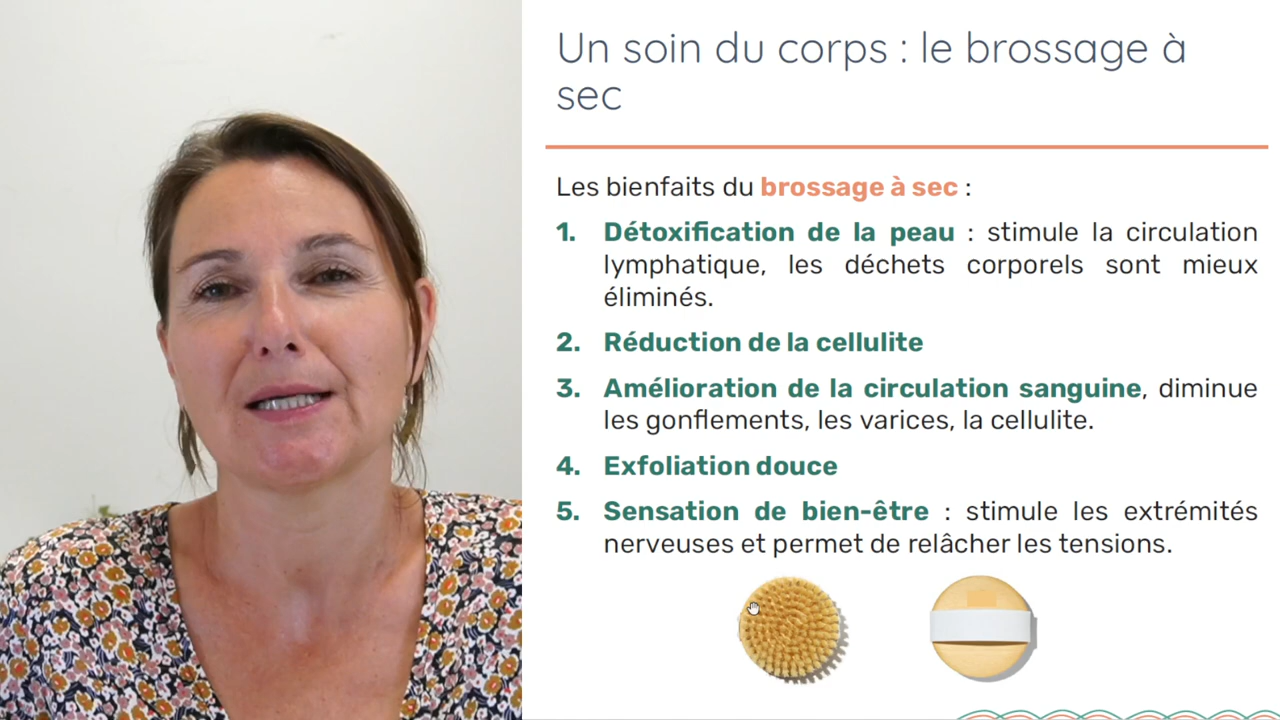 Un soin du corps : le brossage à
sec
Les bienfaits du brossage à sec :
1. Détoxification de la peau : stimule la circulation
lymphatique, les déchets corporels sont mieux
éliminés.
2. Réduction de la cellulite
3. Amélioration de la circulation sanguine, diminue
les gonflements, les varices, la cellulite.
4. Exfoliation douce
5. Sensation de bien-être : stimule les extrémités
nerveuses et permet de relâcher les tensions.